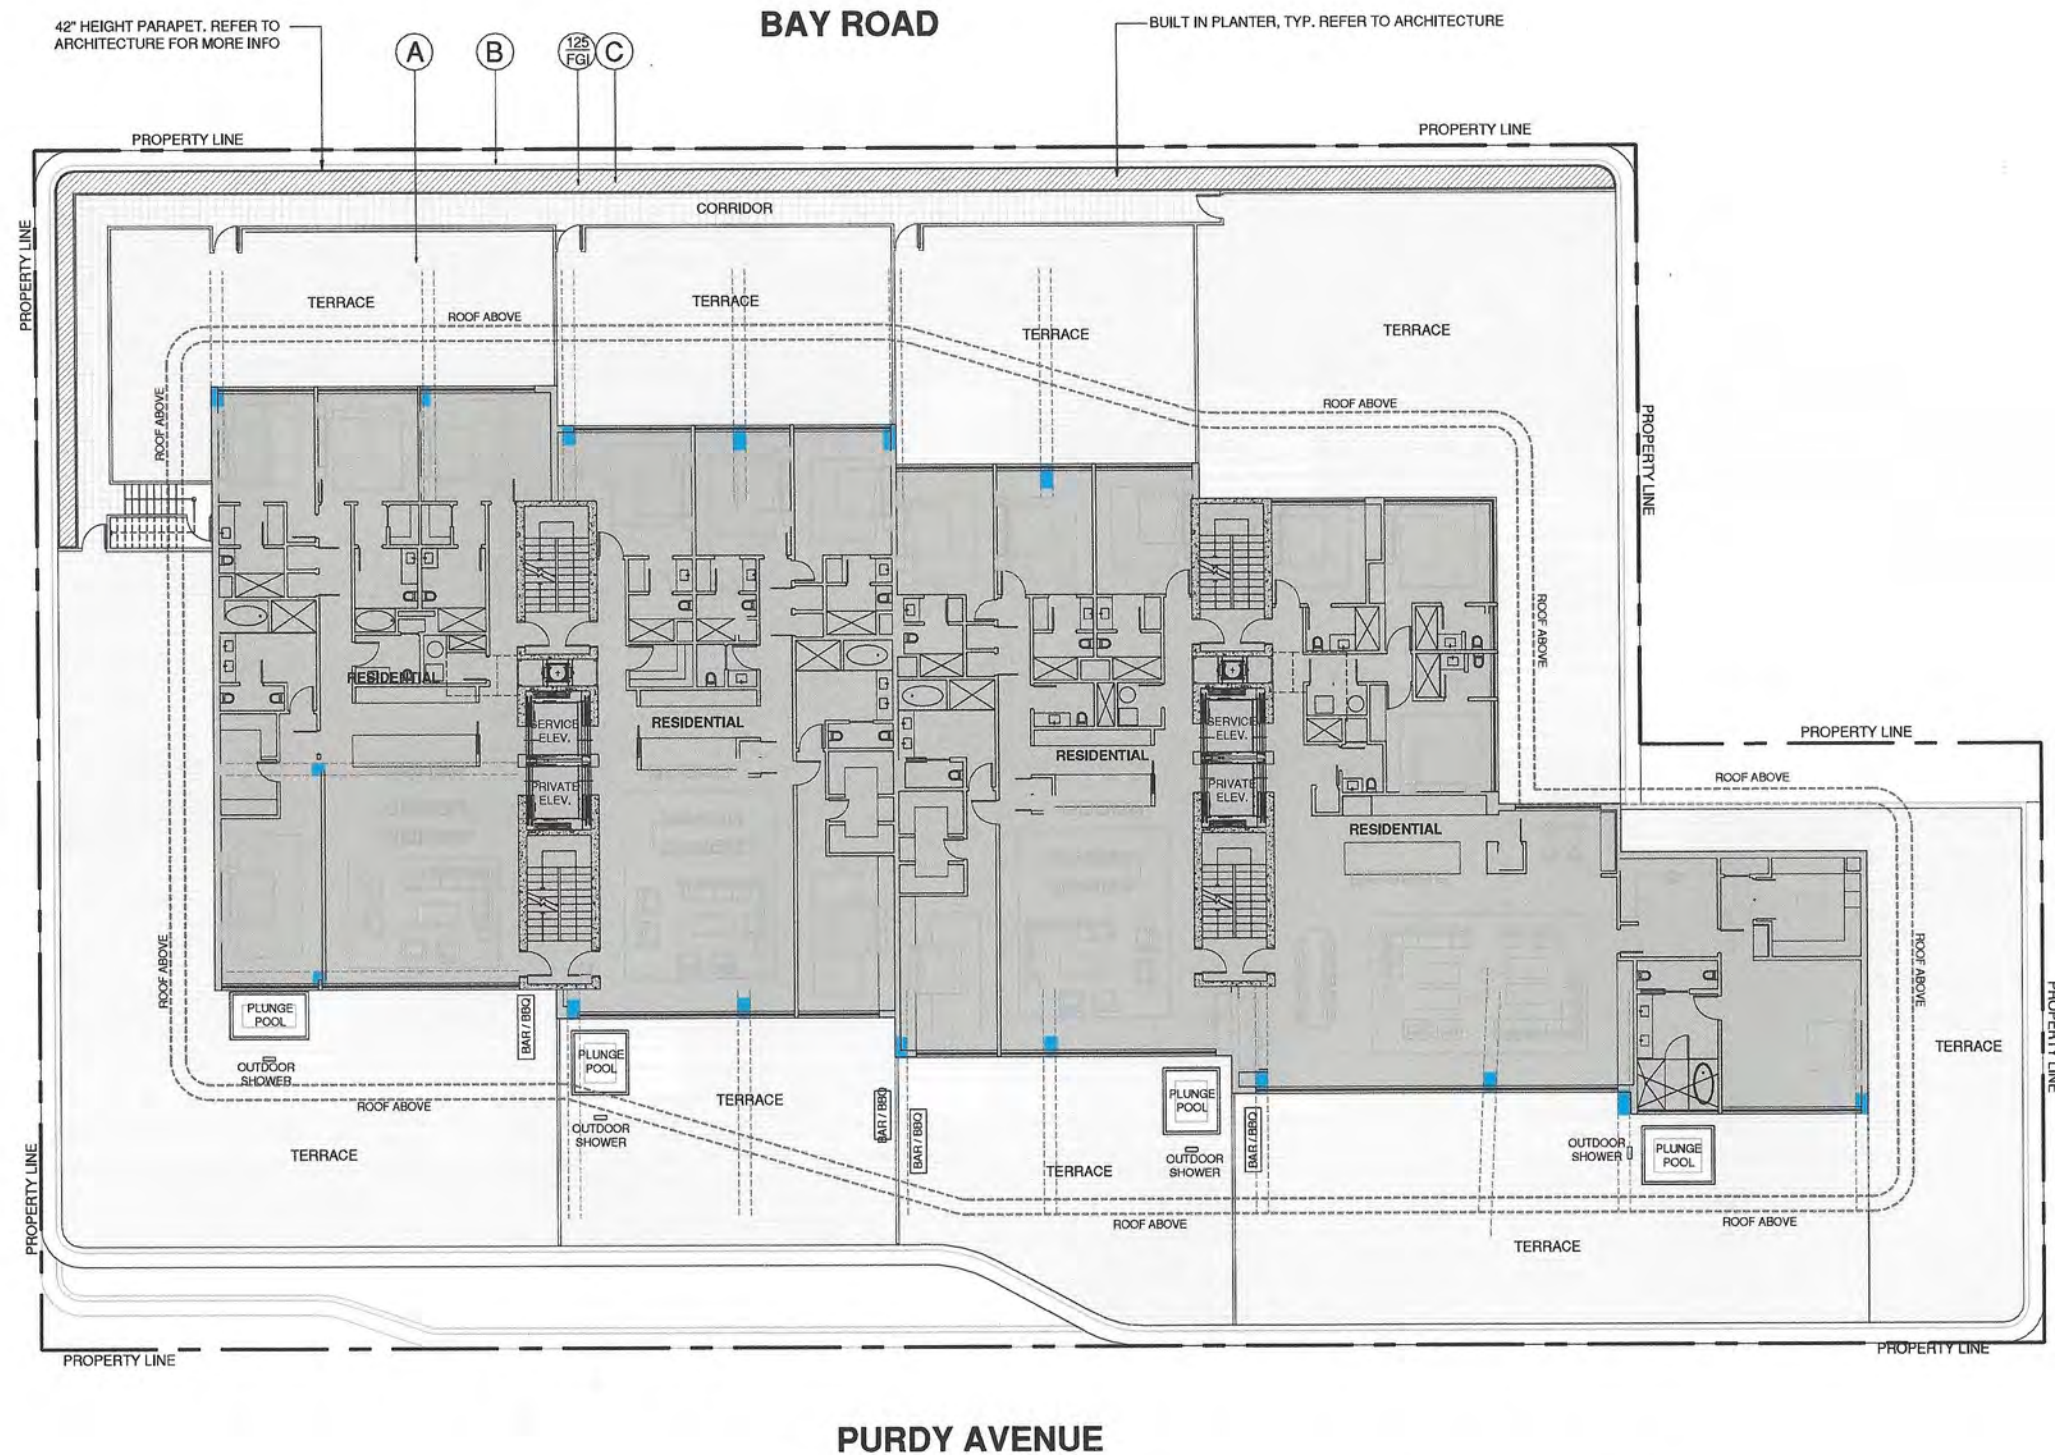 BAY ROAD
42" HEIGHT PARAPET. REFER TO
ARCHITECTURE FOR MORE INFO
BUILT IN PLANTER, TYP. REFER TO ARCHITECTURE
A
B
125
FGI
C
PROPERTY LINE
PROPERTY LINE
CORRIDOR
PROPERTY LINE
TERRACE
TERRACE
TERRACE
TERRACE
ROOF ABOVE
ROOF ABOVE
ROOF ABOVE
PROPERTY LINE
ROOF ABOVE
RESIDENTIAL
RESIDENTIAL
RESIDENTIAL
RESIDENTIAL
SERVICE
ELEV.
PRIVATE
ELEV.
SERVICE
ELEV.
PRIVATE
ELEV.
PROPERTY LINE
ROOF ABOVE
ROOF ABOVE
ROOF ABOVE
PROPERTY LINE
PLUNGE
POOL
OUTDOOR
SHOWER
BAR / BBQ
PLUNGE
POOL
OUTDOOR
SHOWER
ROOF ABOVE
TERRACE
TERRACE
BAR / BBQ
BAR / BBQ
PLUNGE
POOL
OUTDOOR
SHOWER
TERRACE
BAR / BBQ
OUTDOOR
SHOWER
PLUNGE
POOL
TERRACE
ROOF ABOVE
ROOF ABOVE
TERRACE
PROPERTY LINE
PROPERTY LINE
PROPERTY LINE
PURDY AVENUE